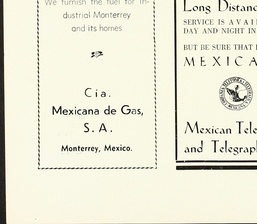 We furnish the fuel for in-
dustrial Monterrey
and its homes
Cia.
Mexicana de Gas,
S. A.
Monterrey, Mexico.
Long Distanc
SERVICE IS AVAI
DAY AND NIGHT IN
BUT BE SURE THAT
MEXICA
Mexican Tele
and Telegraph